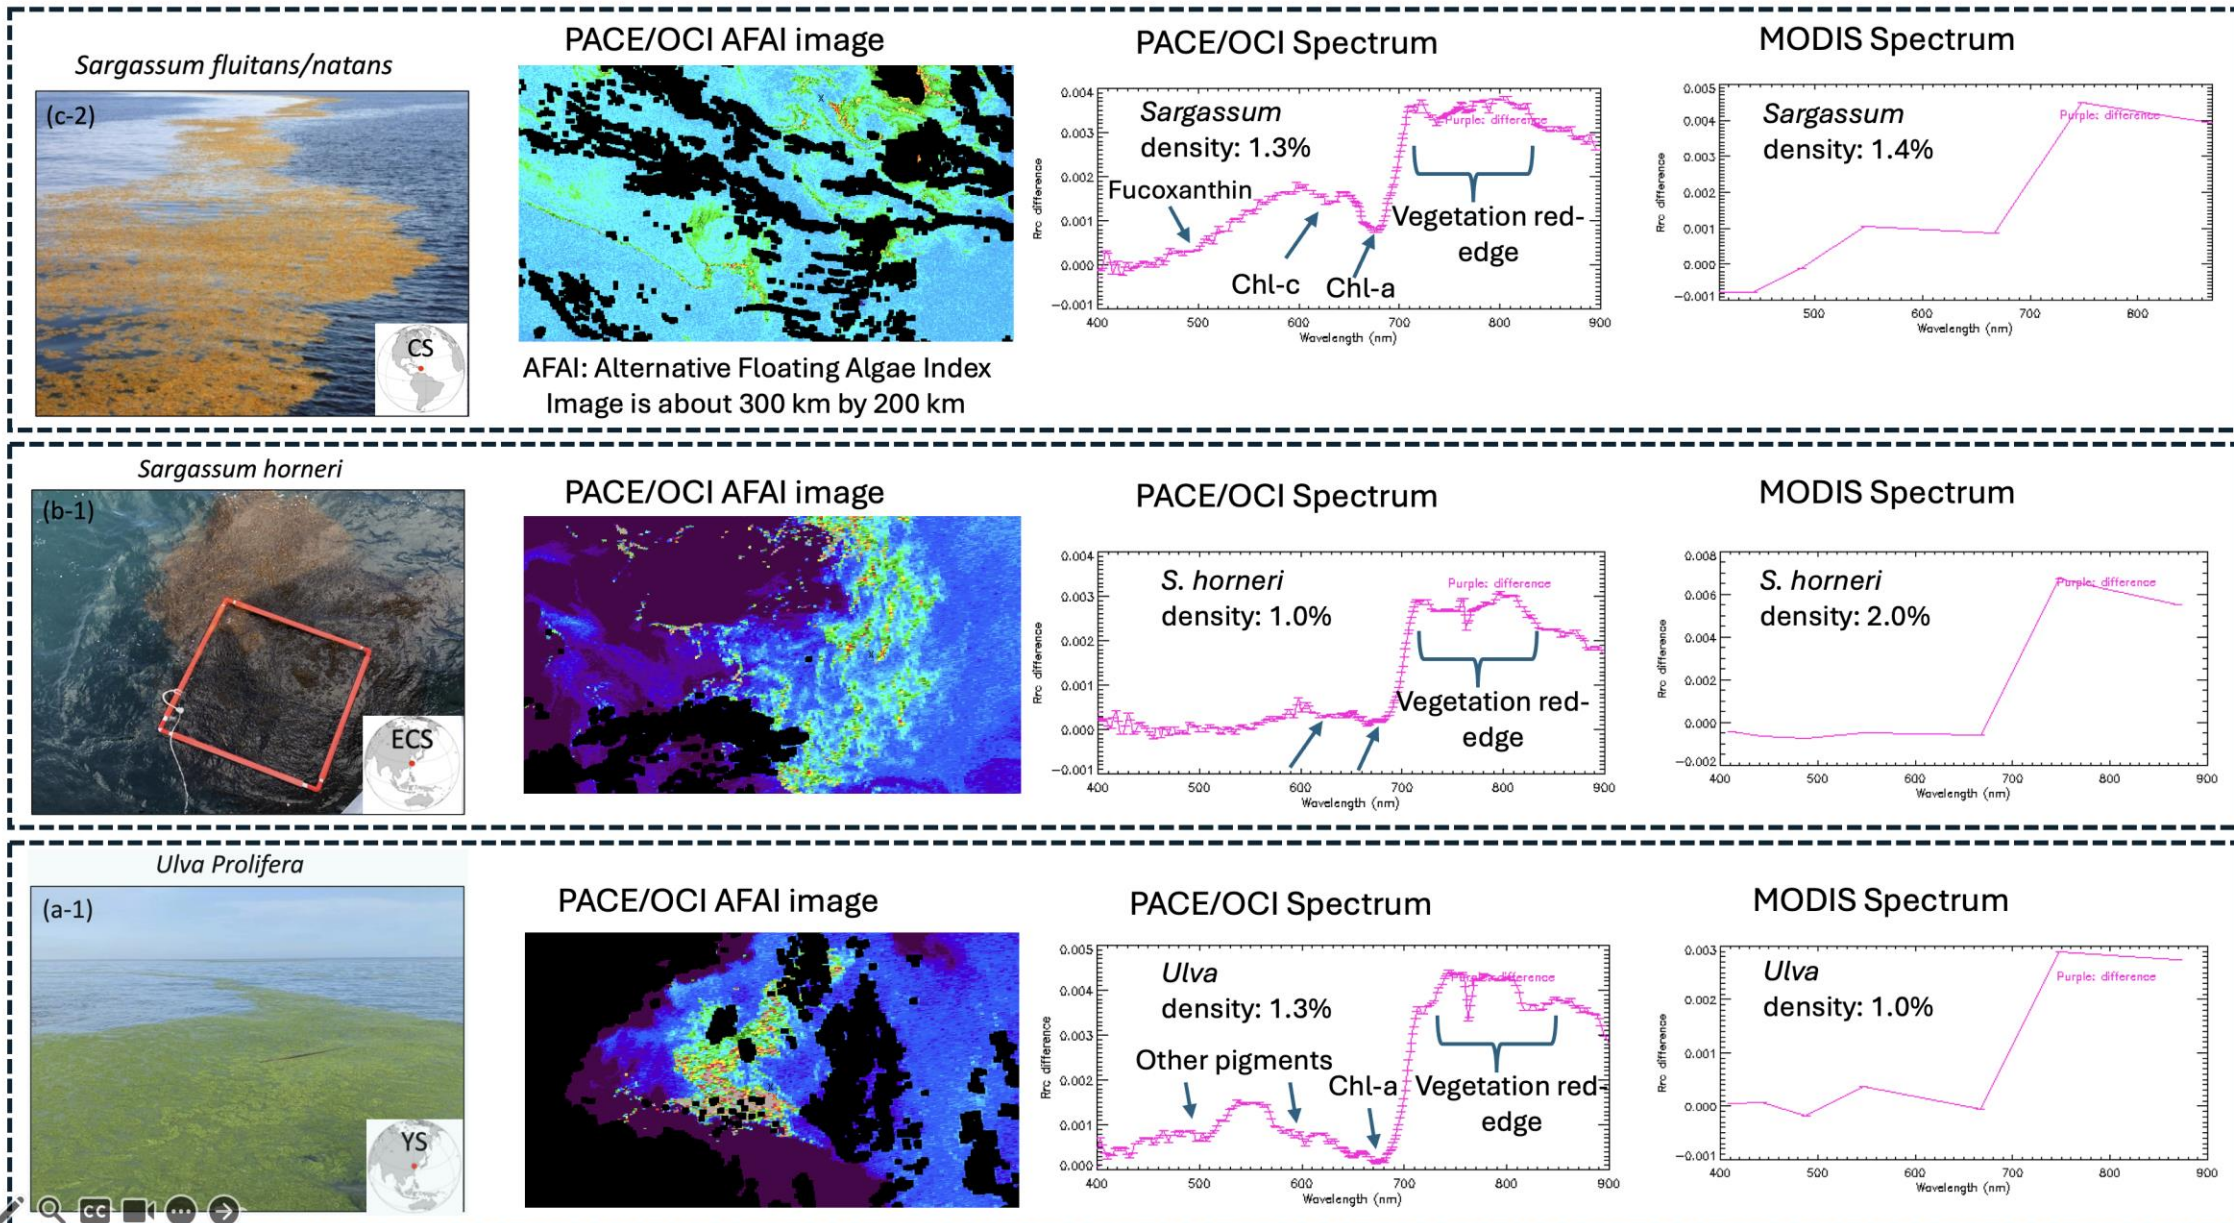 Sargassum fluitans/natans
(c-2)
CS
PACE/OCI AFAI image
x
AFAI: Alternative Floating Algae Index
Image is about 300 km by 200 km
PACE/OCI Spectrum
0.004
0.003
0.002
0.001
0.000
−0.001
Rrc difference
Sargassum
density: 1.3%
Purple: difference
Fucoxanthin
Chl-c
Chl-a
Vegetation red-
edge
400 500 600 700 800 900
Wavelength (nm)
MODIS Spectrum
0.005
0.004
0.003
0.002
0.001
0.000
−0.001
Rrc difference
Sargassum
density: 1.4%
Purple: difference
500 600 700 800
Wavelength (nm)
Sargassum horneri
(b-1)
ECS
PACE/OCI AFAI image
PACE/OCI Spectrum
0.004
0.003
0.002
0.001
0.000
−0.001
Rrc difference
S. horneri
density: 1.0%
Purple: difference
Vegetation red-
edge
400 500 600 700 800 900
Wavelength (nm)
MODIS Spectrum
0.008
0.006
0.004
0.002
0.000
−0.002
Rrc difference
S. horneri
density: 2.0%
Purple: difference
400 500 600 700 800 900
Wavelength (nm)
Ulva Prolifera
(a-1)
YS
CC
PACE/OCI AFAI image
PACE/OCI Spectrum
0.005
0.004
0.003
0.002
0.001
0.000
Rrc difference
Ulva
density: 1.3%
Purple: difference
Other pigments
Chl-a
Vegetation red-
edge
400 500 600 700 800 900
Wavelength (nm)
MODIS Spectrum
0.003
0.002
0.001
0.000
−0.001
Rrc difference
Ulva
density: 1.0%
Purple: difference
400 500 600 700 800 900
Wavelength (nm)